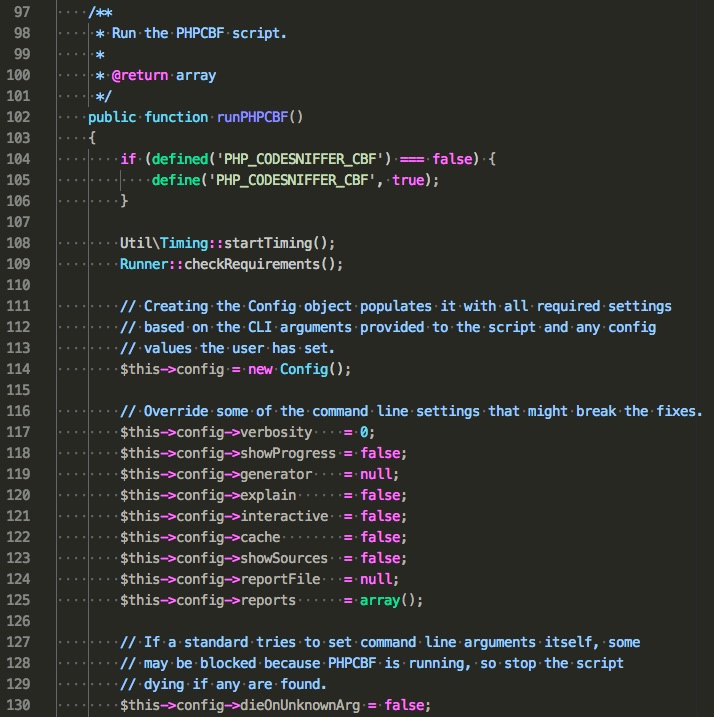 97 /**
98 * Run the PHPCBF script.
99 *
100 * @return array
101 */
102 public function runPHPCBF()
103 {
104 if (defined('PHP_CODESNIFFER_CBF') === false) {
105 define('PHP_CODESNIFFER_CBF', true);
106 }
107
108 Util\Timing::startTiming();
109 Runner::checkRequirements();
110
111 // Creating the Config object populates it with all required settings
112 // based on the CLI arguments provided to the script and any config
113 // values the user has set.
114 $this->config = new Config();
115
116 // Override some of the command line settings that might break the fixes.
117 $this->config->verbosity    = 0;
118 $this->config->showProgress = false;
119 $this->config->generator    = null;
120 $this->config->explain      = false;
121 $this->config->interactive  = false;
122 $this->config->cache        = false;
123 $this->config->showSources  = false;
124 $this->config->reportFile   = null;
125 $this->config->reports      = array();
126
127 // If a standard tries to set command line arguments itself, some
128 // may be blocked because PHPCBF is running, so stop the script
129 // dying if any are found.
130 $this->config->dieOnUnknownArg = false;